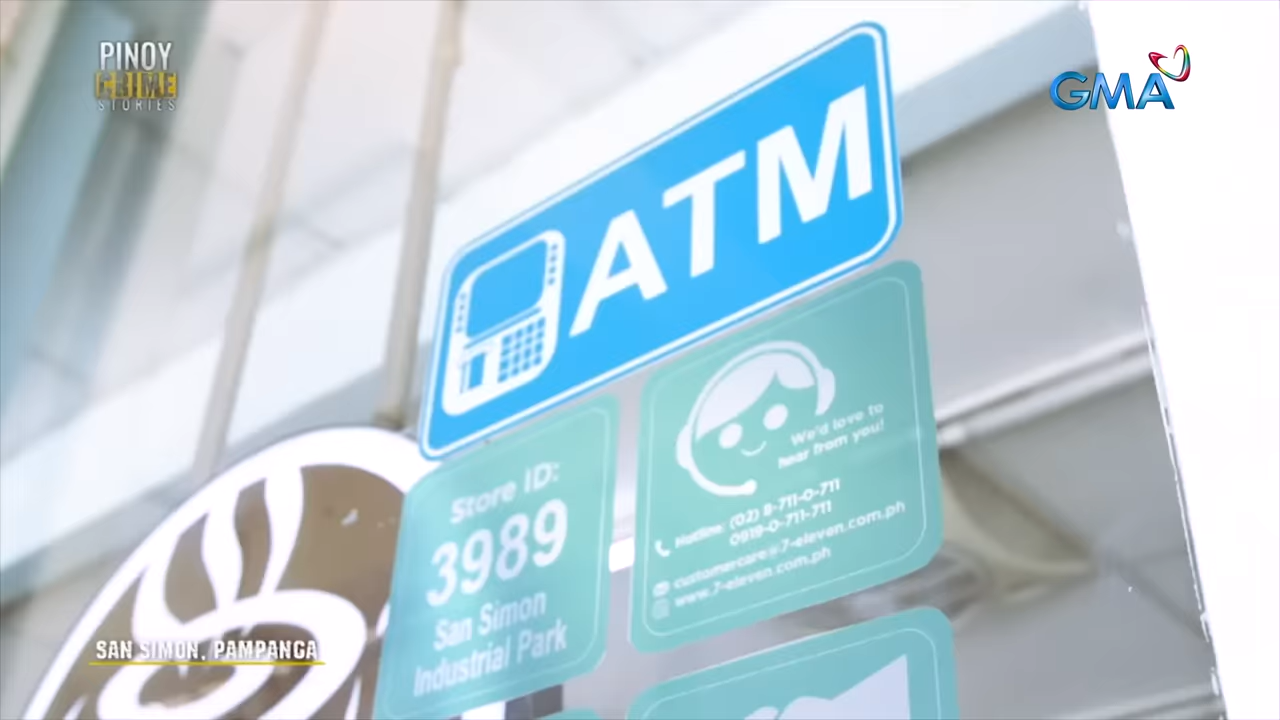 PINOY
CRIME
STORIES
GMA
ATM
We'd love to
hear from you!
Hotline: (02) 8-711-0-711
0919-0-711-711
customercare@7-eleven.com.ph
www.7-eleven.com.ph
Store ID:
3989
San Simon
Industrial Park
SAN SIMON, PAMPANGA